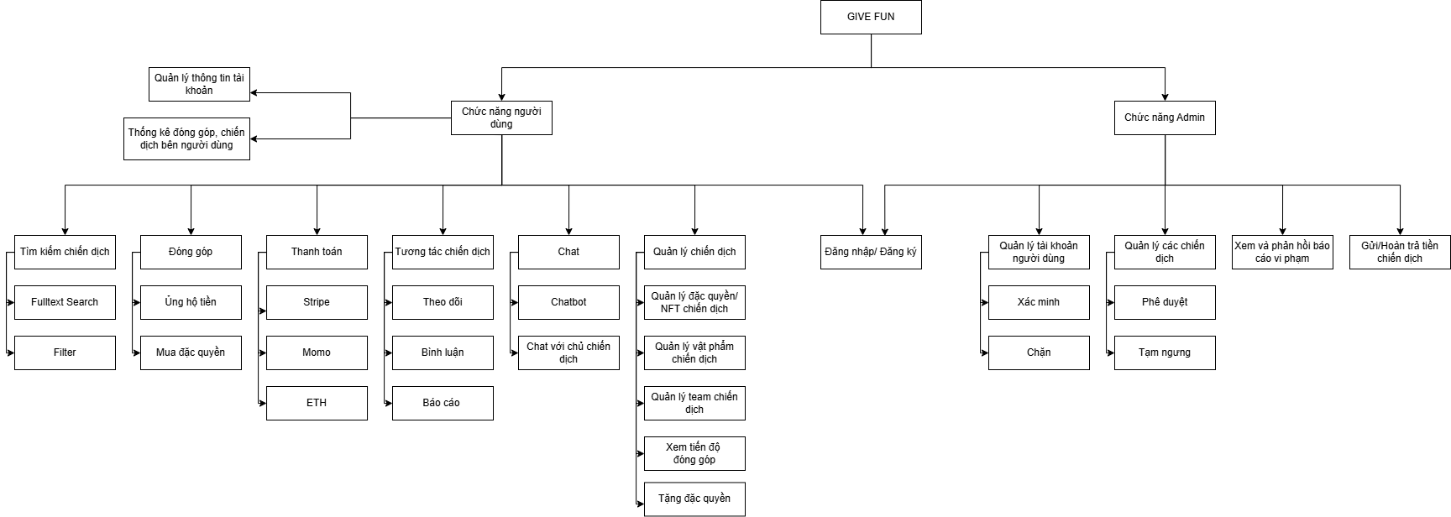 GIVE FUN
Quản lý thông tin tài
khoản
Chức năng người
dùng
Chức năng Admin
Thống kê đóng góp, chiến
dịch bên người dùng
Tìm kiếm chiến dịch
Đóng góp
Thanh toán
Tương tác chiến dịch
Chat
Quản lý chiến dịch
Đăng nhập/ Đăng ký
Quản lý tài khoản
người dùng
Quản lý các chiến
dịch
Xem và phản hồi báo
cáo vi phạm
Gửi/Hoàn trả tiền
chiến dịch
Fulltext Search
Ủng hộ tiền
Stripe
Theo dõi
Chatbot
Quản lý đặc quyền/
NFT chiến dịch
Xác minh
Phê duyệt
Filter
Mua đặc quyền
Momo
Bình luận
Chat với chủ chiến
dịch
Quản lý vật phẩm
chiến dịch
Chặn
Tạm ngưng
ETH
Báo cáo
Quản lý team chiến
dịch
Xem tiến độ
đóng góp
Tặng đặc quyền